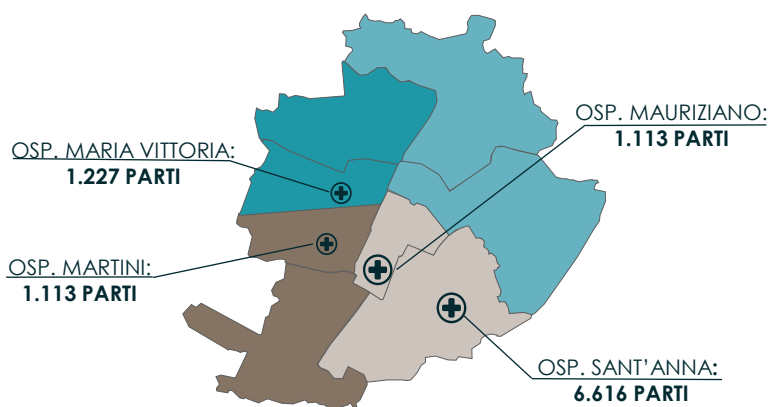 OSP. MAURIZIANO:
1.113 PARTI
OSP. MARIA VITTORIA:
1.227 PARTI
OSP. MARTINI:
1.113 PARTI
OSP. SANT'ANNA:
6.616 PARTI